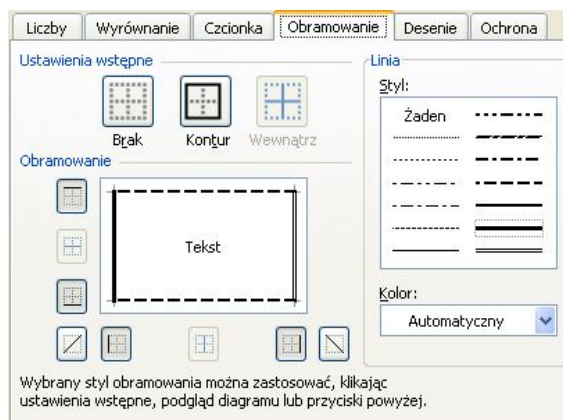 Liczby Wyrównanie Czcionka Obramowanie Desenie Ochrona
Ustawienia wstępne
Linia
Styl:
Żaden
Brak Kontur Wewnątrz
Obramowanie
Tekst
Kolor:
Automatyczny
Wybrany styl obramowania można zastosować, klikając
ustawienia wstępne, podgląd diagramu lub przyciski powyżej.